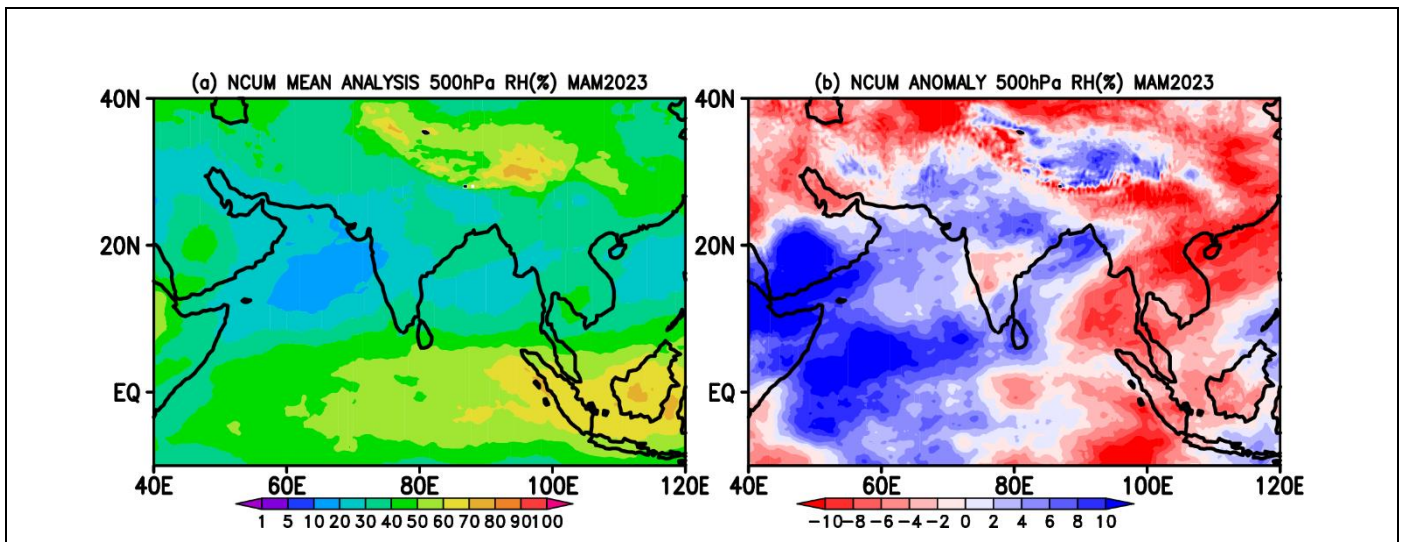 (a) NCUM MEAN ANALYSIS 500hPa RH(%) MAM2023
40N
20N
EQ
40E 60E 80E 100E 120E
1 5 10 20 30 40 50 60 70 80 90100
(b) NCUM ANOMALY 500hPa RH(%) MAM2023
40N
20N
EQ
40E 60E 80E 100E 120E
-10-8 -6 -4 -2 0 2 4 6 8 10